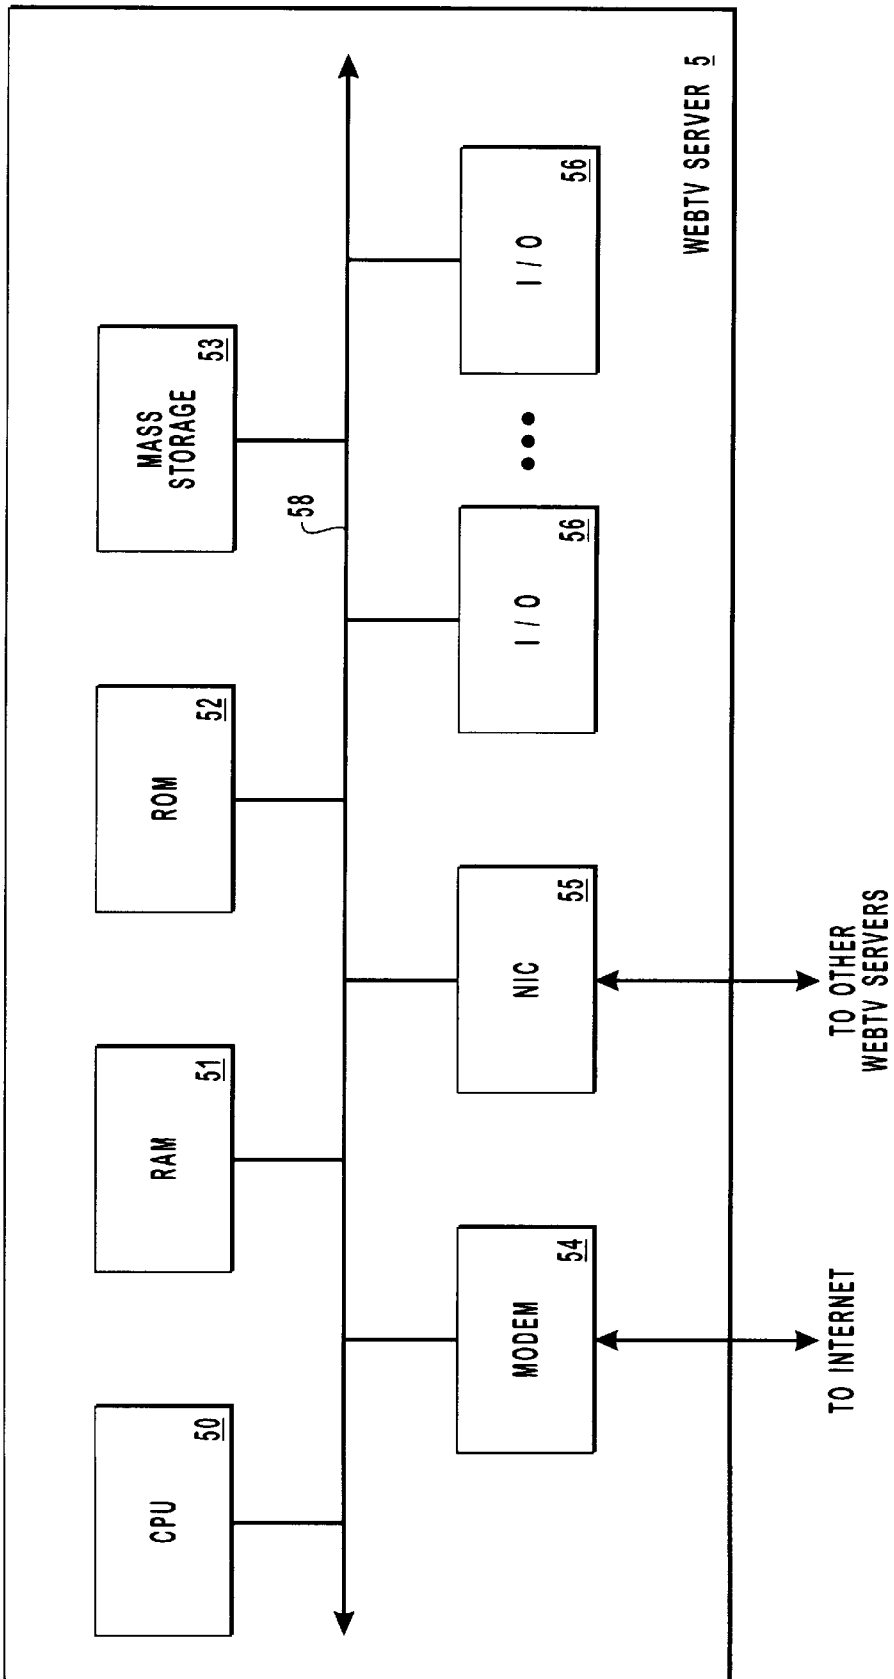 CPU
50
RAM
51
ROM
52
MASS
STORAGE
53
58
MODEM
54
NIC
55
I / O
56
I / O
56
WEBTV SERVER 5
TO INTERNET
TO OTHER
WEBTV SERVERS